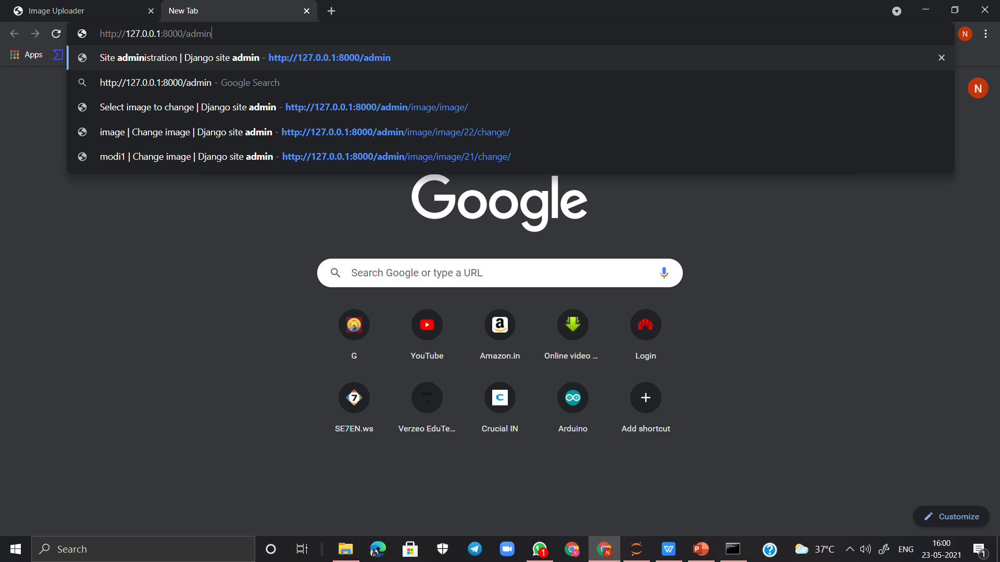 Image Uploader
New Tab
http://127.0.0.1:8000/admin
N
Apps
Site administration | Django site admin - http://127.0.0.1:8000/admin
http://127.0.0.1:8000/admin - Google Search
Select image to change | Django site admin - http://127.0.0.1:8000/admin/image/image/
image | Change image | Django site admin - http://127.0.0.1:8000/admin/image/image/22/change/
modi1 | Change image | Django site admin - http://127.0.0.1:8000/admin/image/image/21/change/
N
Google
Search Google or type a URL
G
YouTube
Amazon.in
Online video ...
Login
SE7EN.ws
Verzeo EduTe...
Crucial IN
Arduino
Add shortcut
Customize
Search
37°C
ENG
16:00
23-05-2021
1